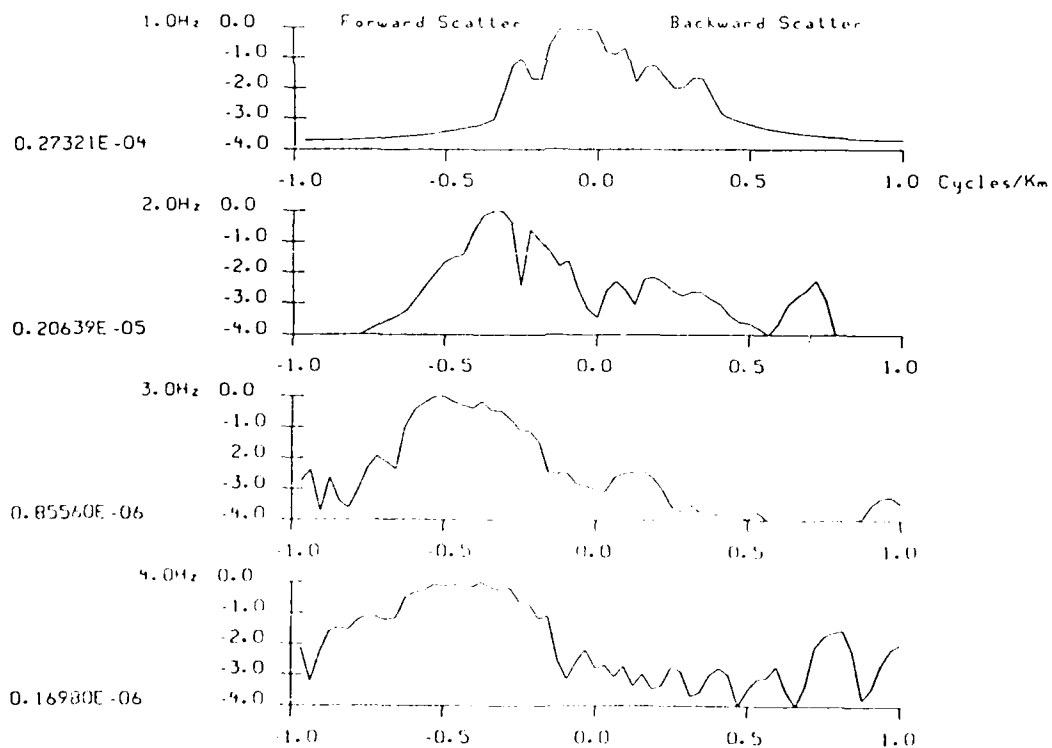 1.0Hz 0.0 Forward Scatter Backward Scatter
-1.0
-2.0
-3.0
0.27321E-04 -4.0
-1.0 -0.5 0.0 0.5 1.0 Cycles/Km
2.0Hz 0.0
-1.0
-2.0
-3.0
0.20639E-05 -4.0
-1.0 -0.5 0.0 0.5 1.0
3.0Hz 0.0
-1.0
2.0
-3.0
0.85560E-06 -4.0
-1.0 -0.5 0.0 0.5 1.0
4.0Hz 0.0
-1.0
-2.0
-3.0
0.16980E-06 -4.0
-1.0 -0.5 0.0 0.5 1.0